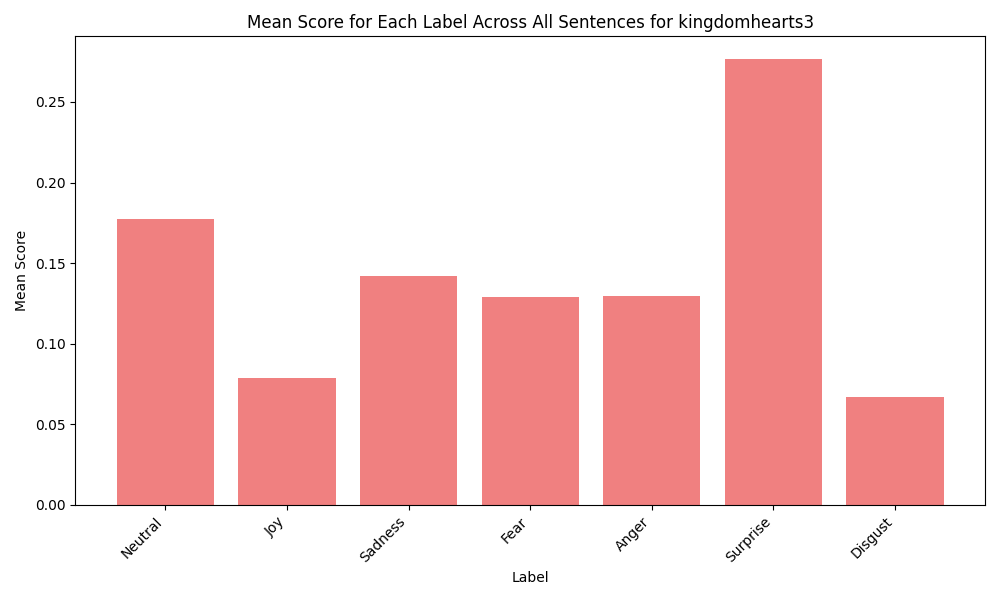 Mean Score for Each Label Across All Sentences for kingdomhearts3
Mean Score
0.25
0.20
0.15
0.10
0.05
0.00
Neutral
Joy
Sadness
Fear
Anger
Surprise
Disgust
Label